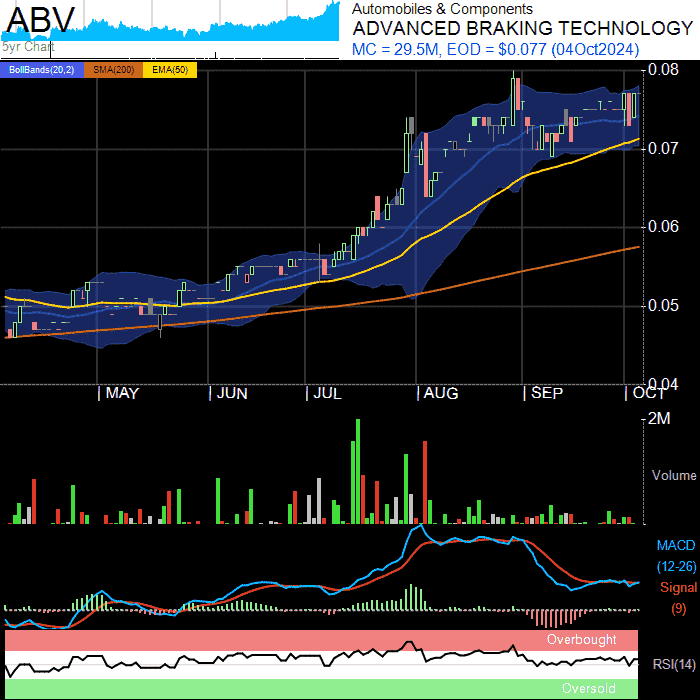 ABV
5yr Chart
Automobiles & Components
ADVANCED BRAKING TECHNOLOGY
MC = 29.5M, EOD = $0.077 (04Oct2024)
BollBands(20,2) SMA(200) EMA(50)
0.08
0.07
0.06
0.05
0.04
MAY JUN JUL AUG SEP OCT
2M
Volume
MACD
(12-26)
Signal
(9)
Overbought
RSI(14)
Oversold